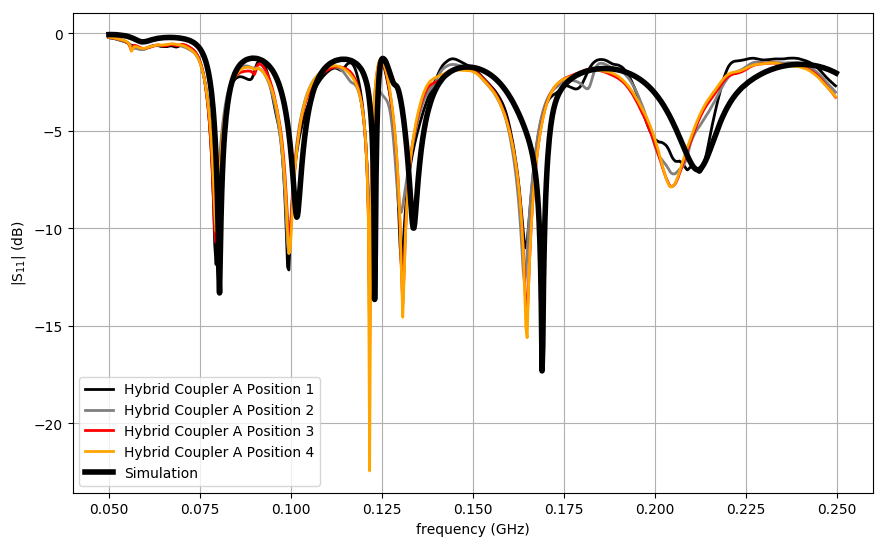 0
−5
−10
−15
−20
|S11| (dB)
Hybrid Coupler A Position 1
Hybrid Coupler A Position 2
Hybrid Coupler A Position 3
Hybrid Coupler A Position 4
Simulation
0.050 0.075 0.100 0.125 0.150 0.175 0.200 0.225 0.250
frequency (GHz)